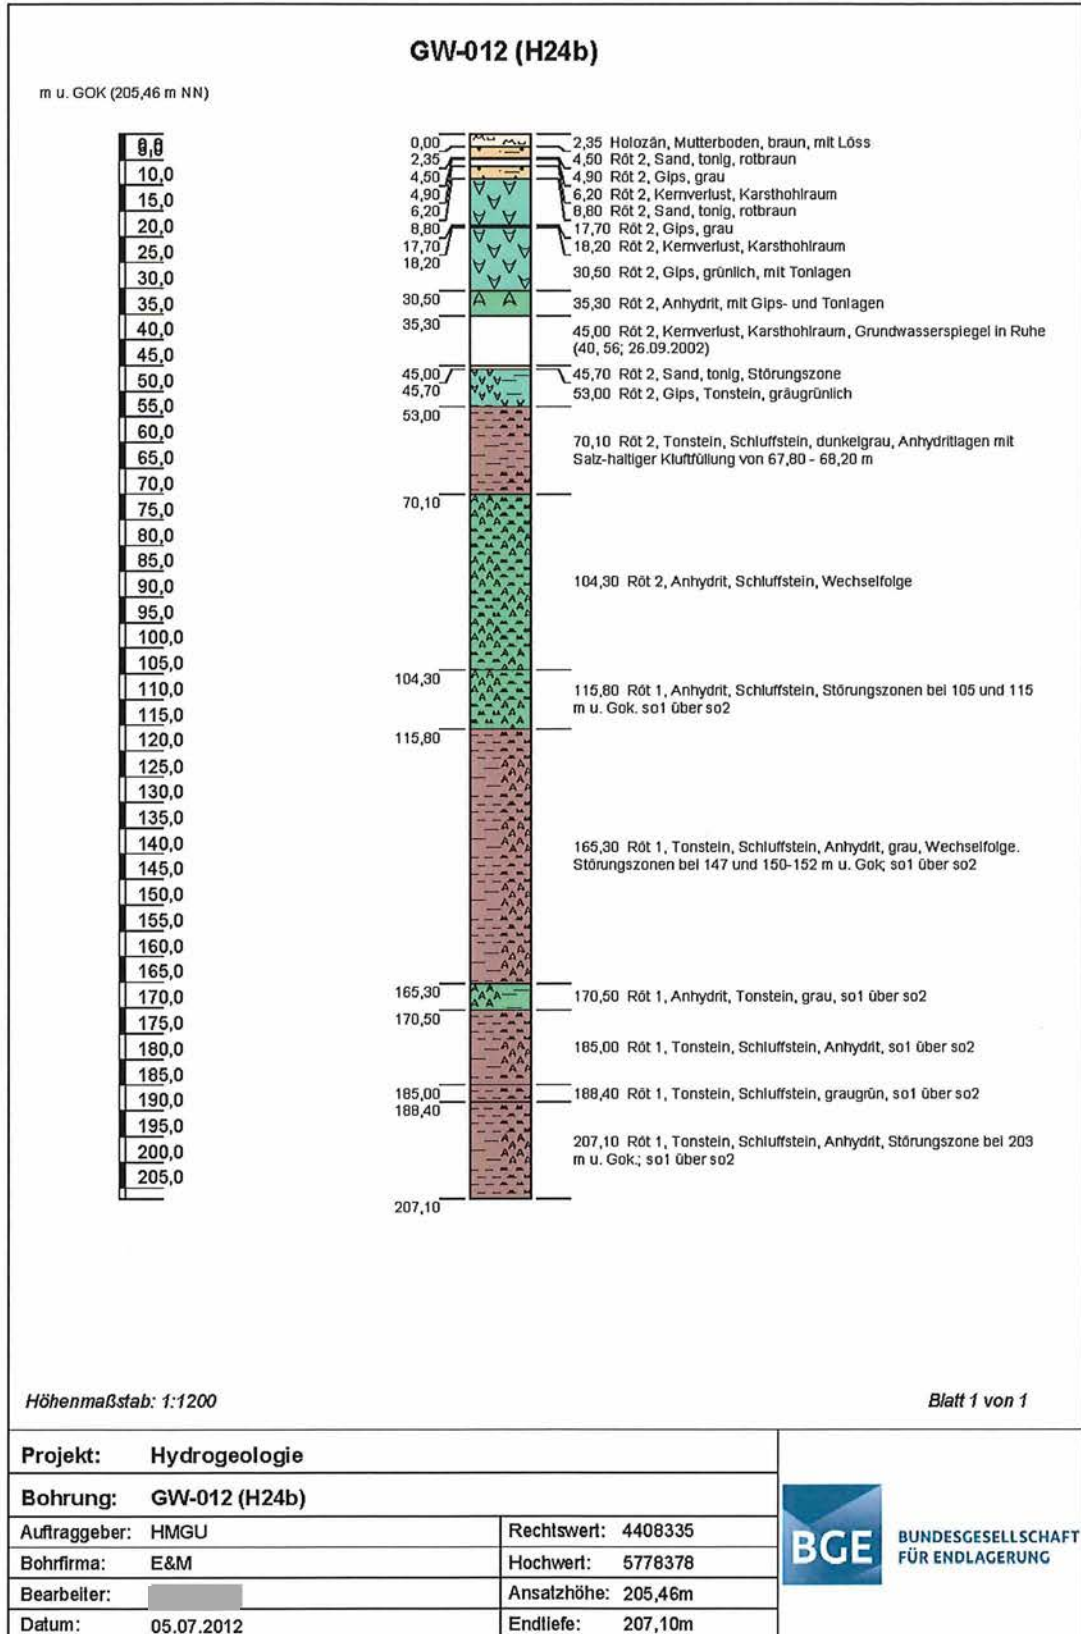 GW-012 (H24b)
m u. GOK (205,46 m NN)
0,0
5,0
10,0
15,0
20,0
25,0
30,0
35,0
40,0
45,0
50,0
55,0
60,0
65,0
70,0
75,0
80,0
85,0
90,0
95,0
100,0
105,0
110,0
115,0
120,0
125,0
130,0
135,0
140,0
145,0
150,0
155,0
160,0
165,0
170,0
175,0
180,0
185,0
190,0
195,0
200,0
205,0
0,00
2,35
4,50
4,90
6,20
8,80
17,70
18,20
30,50
35,30
45,00
45,70
53,00
70,10
104,30
115,80
165,30
170,50
185,00
188,40
207,10
2,35 Holozän, Mutterboden, braun, mit Löss
4,50 Röt 2, Sand, tonig, rotbraun
4,90 Röt 2, Gips, grau
6,20 Röt 2, Kernverlust, Karsthohlraum
8,80 Röt 2, Sand, tonig, rotbraun
17,70 Röt 2, Gips, grau
18,20 Röt 2, Kernverlust, Karsthohlraum
30,50 Röt 2, Gips, grünlich, mit Tonlagen
35,30 Röt 2, Anhydrit, mit Gips- und Tonlagen
45,00 Röt 2, Kernverlust, Karsthohlraum, Grundwasserspiegel in Ruhe
(40, 56; 26.09.2002)
45,70 Röt 2, Sand, tonig, Störungszone
53,00 Röt 2, Gips, Tonstein, gräugrünlich
70,10 Röt 2, Tonstein, Schluffstein, dunkelgrau, Anhydritlagen mit
Salz-haltiger Kluftfüllung von 67,80 - 68,20 m
104,30 Röt 2, Anhydrit, Schluffstein, Wechselfolge
115,80 Röt 1, Anhydrit, Schluffstein, Störungszonen bei 105 und 115
m u. Gok. so1 über so2
165,30 Röt 1, Tonstein, Schluffstein, Anhydrit, grau, Wechselfolge.
Störungszonen bei 147 und 150-152 m u. Gok; so1 über so2
170,50 Röt 1, Anhydrit, Tonstein, grau, so1 über so2
185,00 Röt 1, Tonstein, Schluffstein, Anhydrit, so1 über so2
188,40 Röt 1, Tonstein, Schluffstein, graugrün, so1 über so2
207,10 Röt 1, Tonstein, Schluffstein, Anhydrit, Störungszone bei 203
m u. Gok.; so1 über so2
Höhenmaßstab: 1:1200
Blatt 1 von 1
Projekt: Hydrogeologie
Bohrung: GW-012 (H24b)
Auftraggeber: HMGU
Rechtswert: 4408335
Bohrfirma: E&M
Hochwert: 5778378
Bearbeiter:
Ansatzhöhe: 205,46m
Datum: 05.07.2012
Endtiefe: 207,10m
BGE
BUNDESGESELLSCHAFT
FÜR ENDLAGERUNG